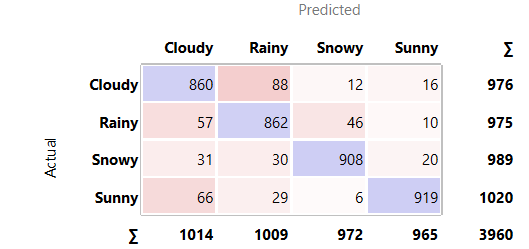 Predicted
Cloudy Rainy Snowy Sunny ∑
Cloudy 860 88 12 16 976
Rainy 57 862 46 10 975
Snowy 31 30 908 20 989
Sunny 66 29 6 919 1020
∑ 1014 1009 972 965 3960
Actual